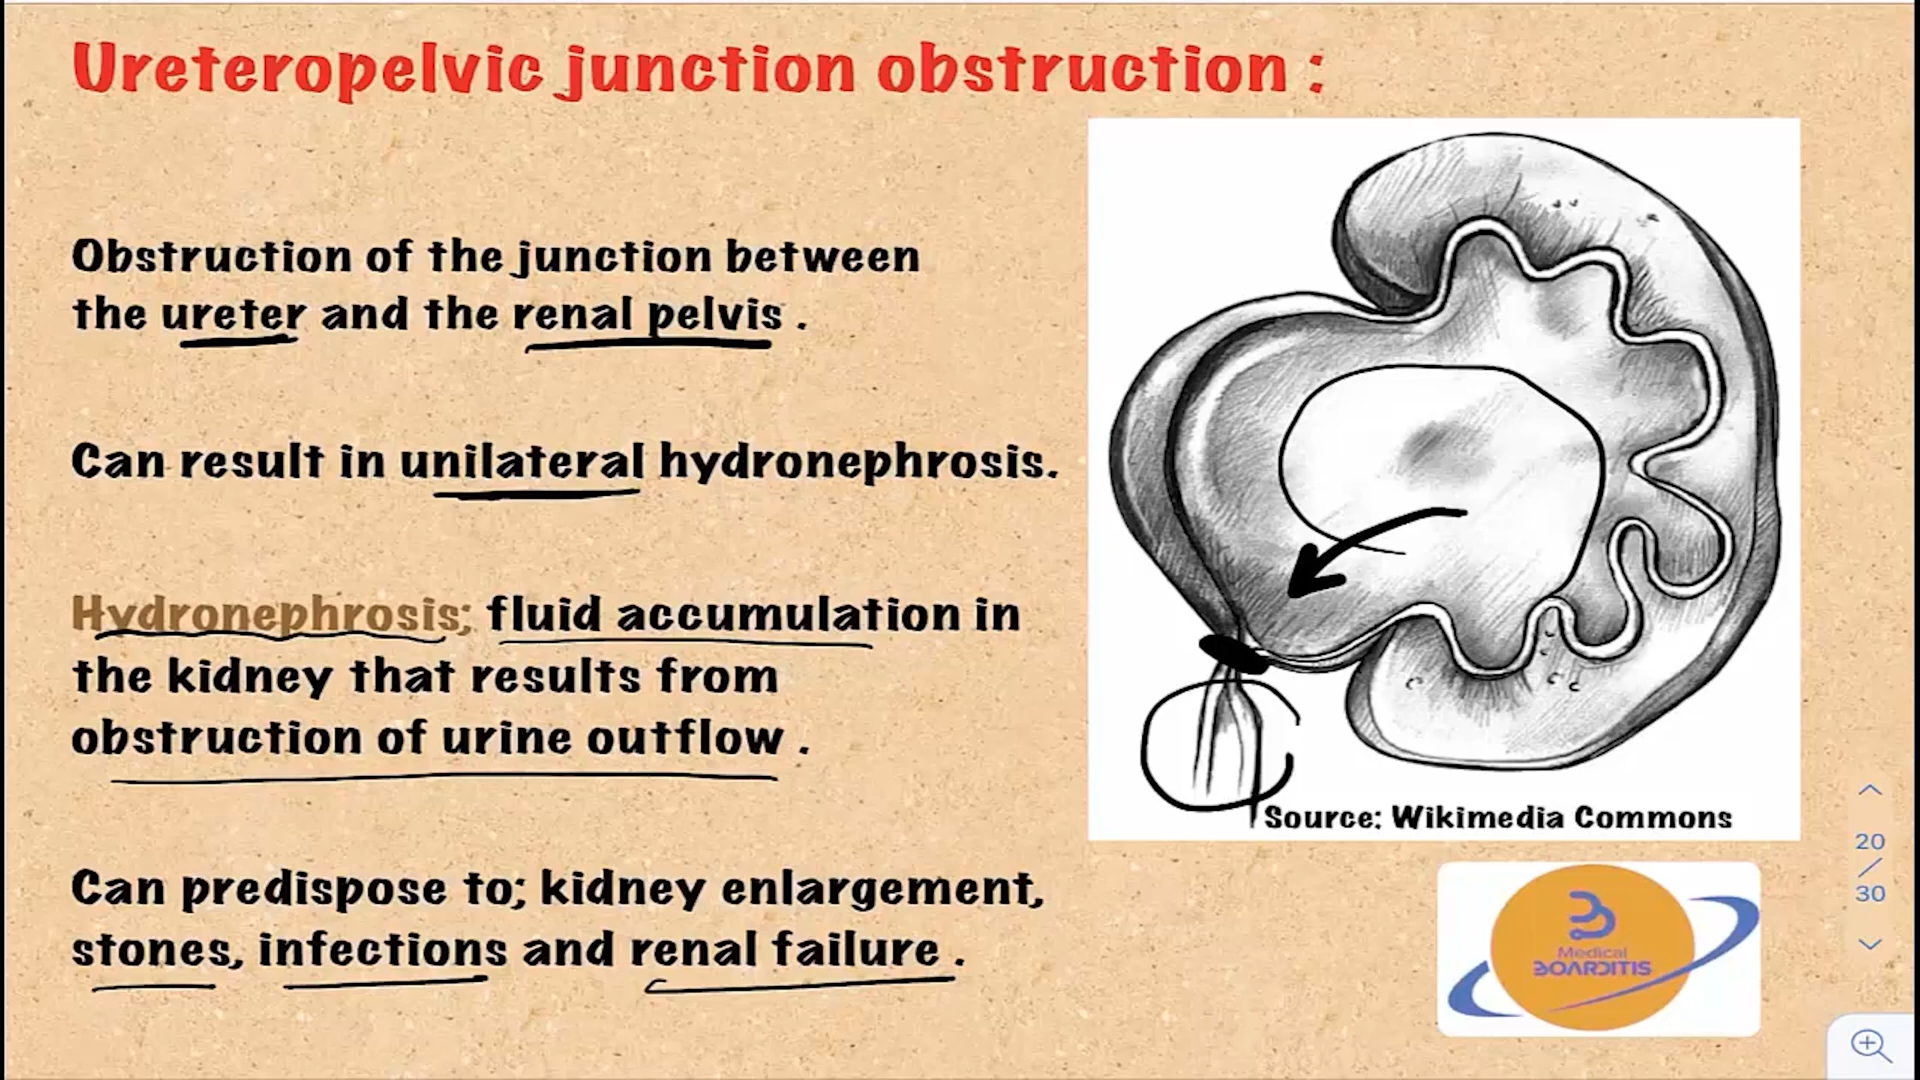 Ureteropelvic junction obstruction :
Obstruction of the junction between
the ureter and the renal pelvis .
Can result in unilateral hydronephrosis.
Hydronephrosis; fluid accumulation in
the kidney that results from
obstruction of urine outflow .
Can predispose to; kidney enlargement,
stones, infections and renal failure .
Source: Wikimedia Commons
Medical
BOARDITIS
20
/
30